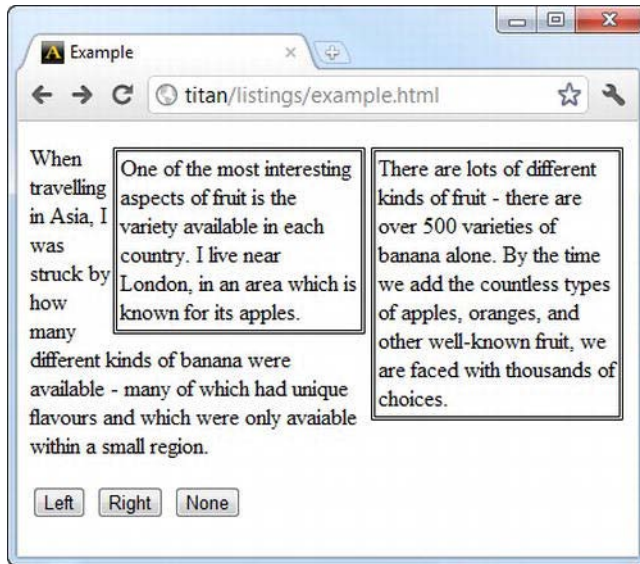 Example
titan/listings/example.html
When
travelling
in Asia, I
was
struck by
how
many
different kinds of banana were
available - many of which had unique
flavours and which were only avaiable
within a small region.
One of the most interesting
aspects of fruit is the
variety available in each
country. I live near
London, in an area which is
known for its apples.
There are lots of different
kinds of fruit - there are
over 500 varieties of
banana alone. By the time
we add the countless types
of apples, oranges, and
other well-known fruit, we
are faced with thousands of
choices.
Left Right None